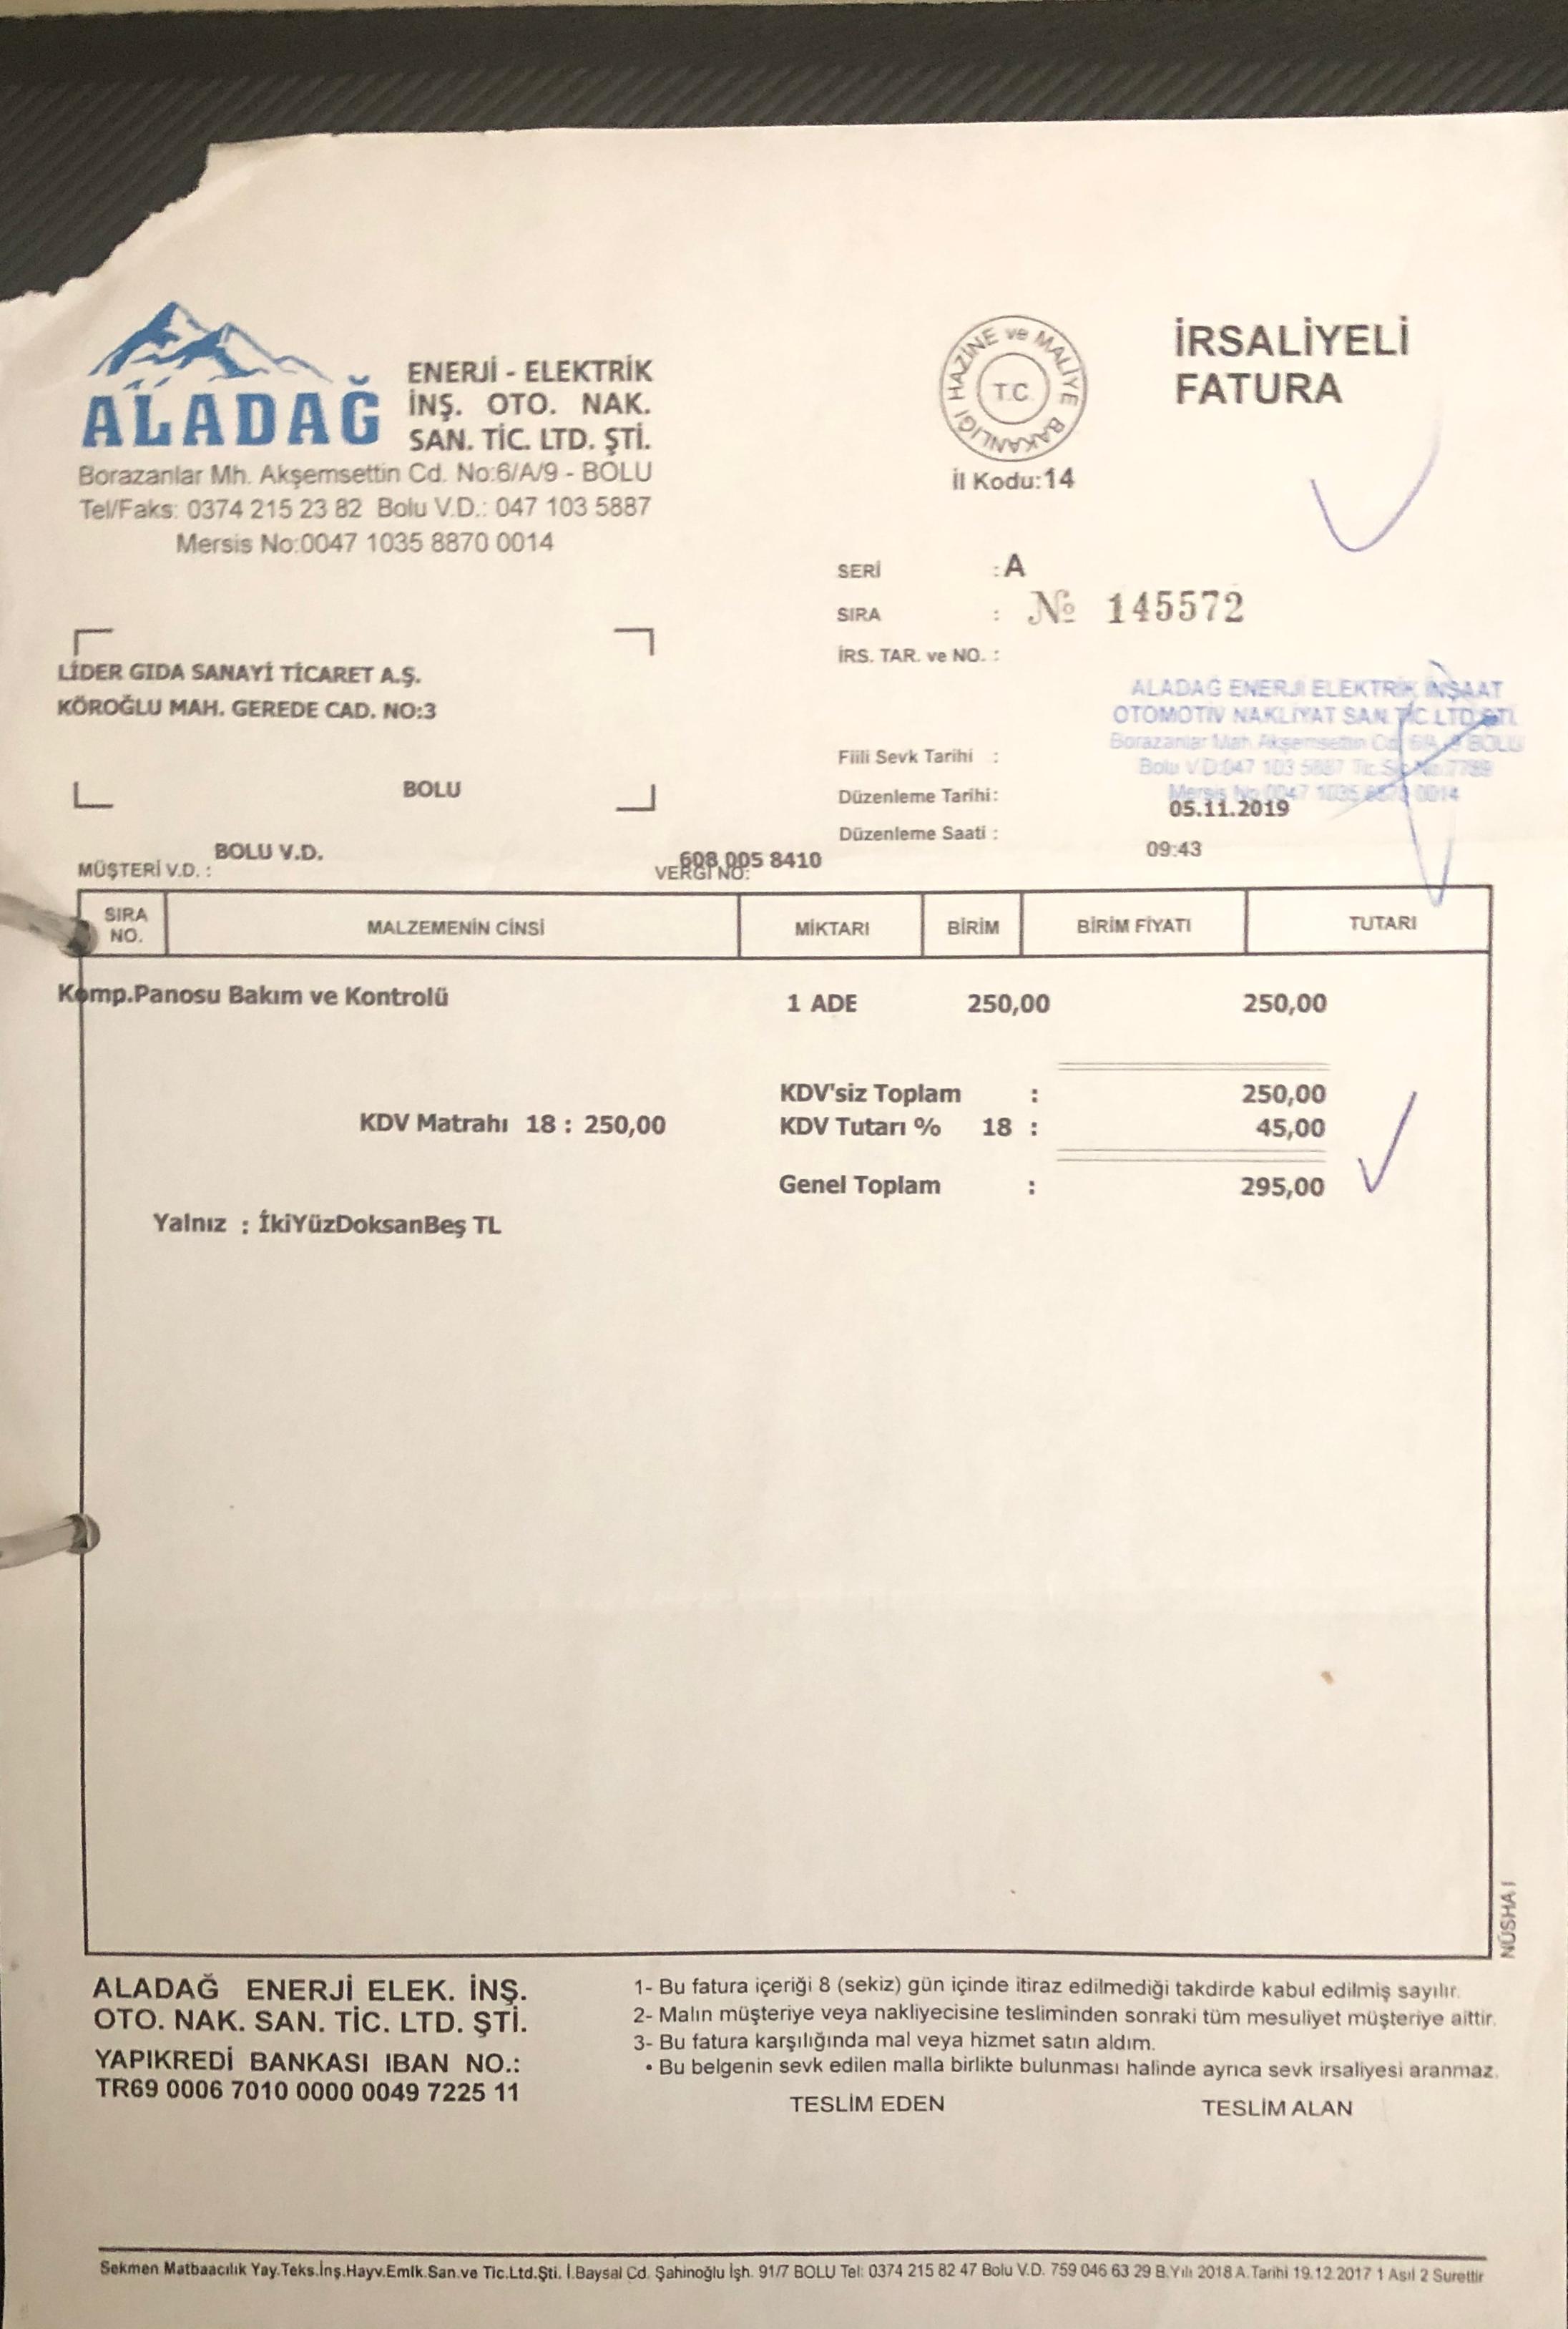 ALADAĞ
ENERJİ - ELEKTRİK
İNŞ. OTO. NAK.
SAN. TİC. LTD. ŞTİ.
Borazanlar Mh. Akşemsettin Cd. No:6/A/9 - BOLU
Tel/Faks: 0374 215 23 82 Bolu V.D.: 047 103 5887
Mersis No:0047 1035 8870 0014
T.C. HAZİNE ve MALİYE BAKANLIĞI
İl Kodu:14
İRSALİYELİ
FATURA
SERİ : A
SIRA : № 145572
İRS. TAR. ve NO. :
LİDER GIDA SANAYİ TİCARET A.Ş.
KÖROĞLU MAH. GEREDE CAD. NO:3
BOLU
ALADAĞ ENERJİ ELEKTRİK İNŞAAT
OTOMOTİV NAKLİYAT SAN.TİC.LTD.ŞTİ.
Borazanlar Mah. Akşemsettin Cd. 6/A-9 BOLU
Bolu V.D:047 103 5887 Tic.Sic.No:7789
Mersis No:0047 1035 8870 0014
Fiili Sevk Tarihi :
Düzenleme Tarihi: 05.11.2019
Düzenleme Saati : 09:43
MÜŞTERİ V.D. : BOLU V.D. VERGİ NO: 608 005 8410
SIRA NO. MALZEMENİN CİNSİ MİKTARI BİRİM BİRİM FİYATI TUTARI
Komp.Panosu Bakım ve Kontrolü 1 ADE 250,00 250,00
KDV'siz Toplam : 250,00
KDV Matrahı 18 : 250,00 KDV Tutarı % 18 : 45,00
Genel Toplam : 295,00
Yalnız : İkiYüzDoksanBeş TL
NÜSHA I
ALADAĞ ENERJİ ELEK. İNŞ.
OTO. NAK. SAN. TİC. LTD. ŞTİ.
YAPIKREDİ BANKASI IBAN NO.:
TR69 0006 7010 0000 0049 7225 11
1- Bu fatura içeriği 8 (sekiz) gün içinde itiraz edilmediği takdirde kabul edilmiş sayılır.
2- Malın müşteriye veya nakliyecisine tesliminden sonraki tüm mesuliyet müşteriye aittir.
3- Bu fatura karşılığında mal veya hizmet satın aldım.
• Bu belgenin sevk edilen malla birlikte bulunması halinde ayrıca sevk irsaliyesi aranmaz.
TESLİM EDEN TESLİM ALAN
Sekmen Matbaacılık Yay.Teks.İnş.Hayv.Emlk.San.ve Tic.Ltd.Şti. İ.Baysal Cd. Şahinoğlu İşh. 91/7 BOLU Tel: 0374 215 82 47 Bolu V.D. 759 046 63 29 B.Yılı 2018 A.Tarihi 19.12.2017 1 Asıl 2 Surettir